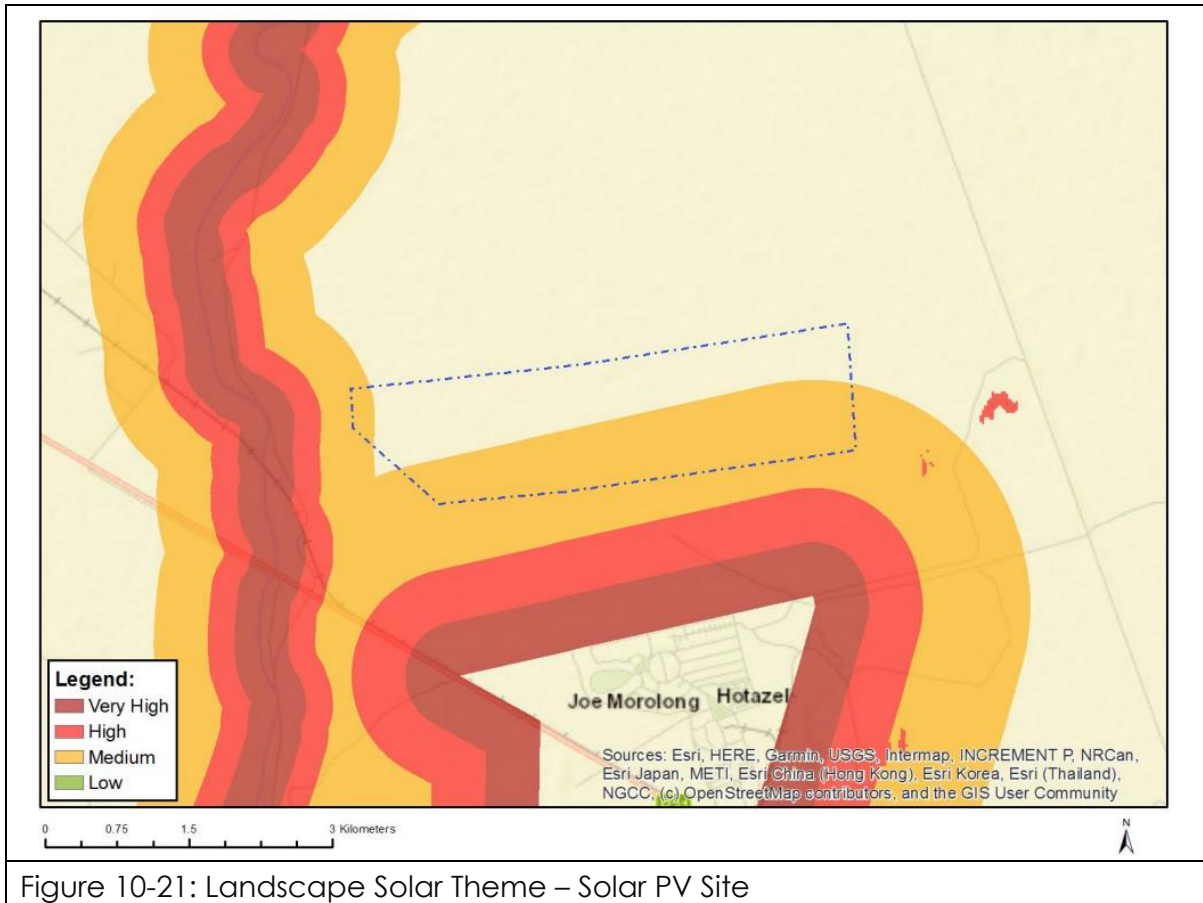 Joe Morolong Hotazel
Legend:
Very High
High
Medium
Low
Sources: Esri, HERE, Garmin, USGS, Intermap, INCREMENT P, NRCan,
Esri Japan, METI, Esri China (Hong Kong), Esri Korea, Esri (Thailand),
NGCC, (c) OpenStreetMap contributors, and the GIS User Community
0 0.75 1.5 3 Kilometers
N
Figure 10-21: Landscape Solar Theme – Solar PV Site